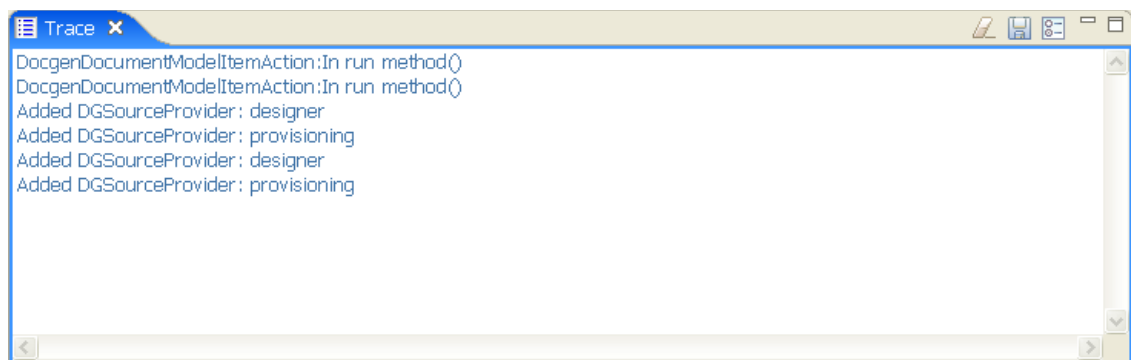 Trace
DocgenDocumentModelItemAction:In run method()
DocgenDocumentModelItemAction:In run method()
Added DGSourceProvider: designer
Added DGSourceProvider: provisioning
Added DGSourceProvider: designer
Added DGSourceProvider: provisioning